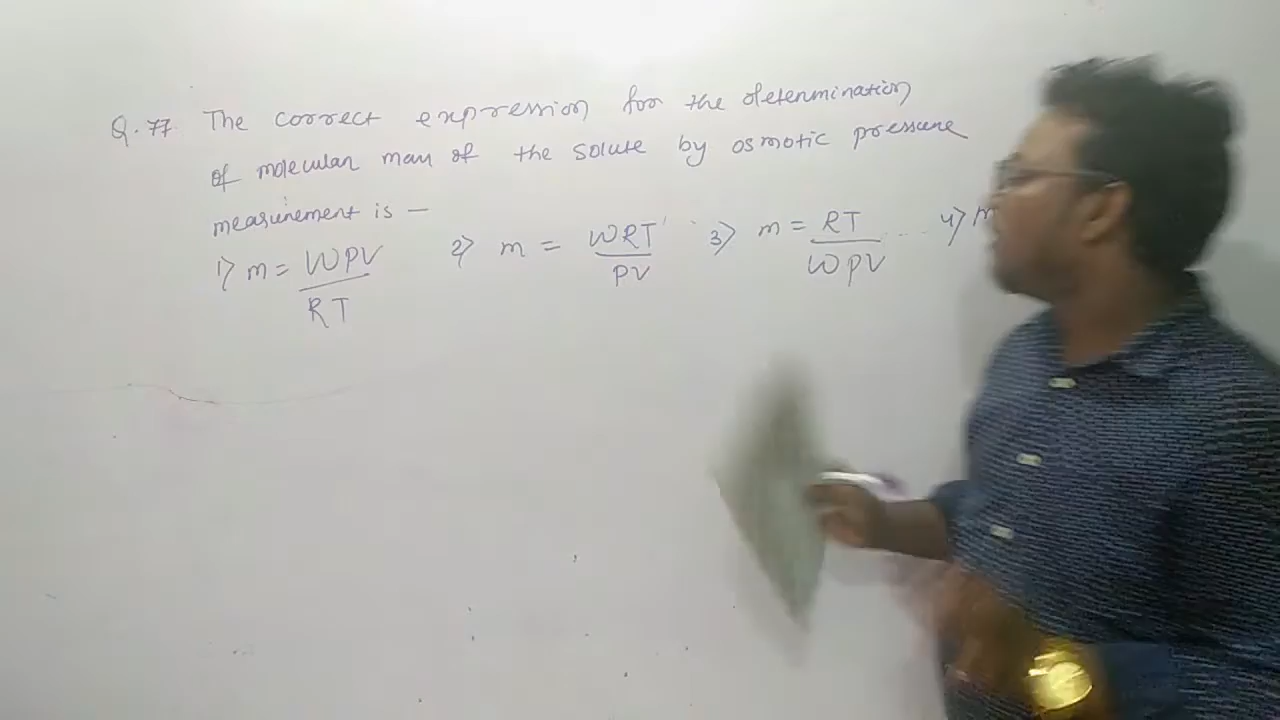 Q.77. The correct expression for the determination
of molecular mass of the solute by osmotic pressure
measurement is —
1) m = WPV / RT 2) m = WRT / PV 3) m = RT / WPV 4) m